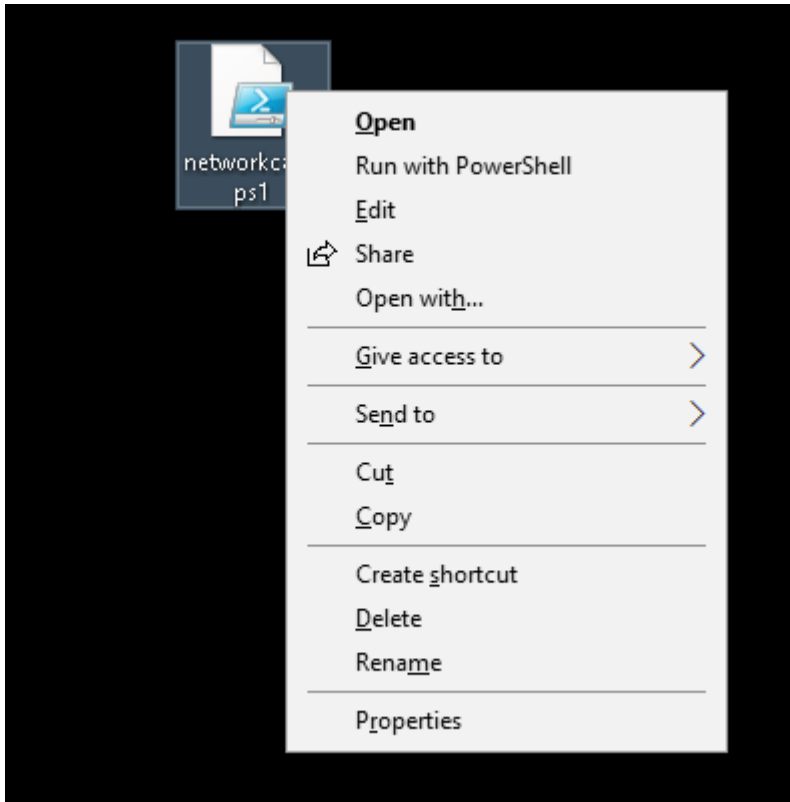 networkca
ps1
Open
Run with PowerShell
Edit
Share
Open with...
Give access to
Send to
Cut
Copy
Create shortcut
Delete
Rename
Properties